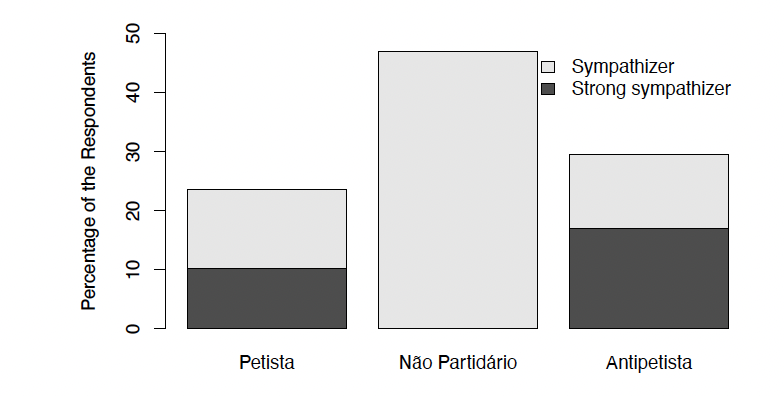 Percentage of the Respondents
50
40
30
20
10
0
Sympathizer
Strong sympathizer
Petista
Não Partidário
Antipetista